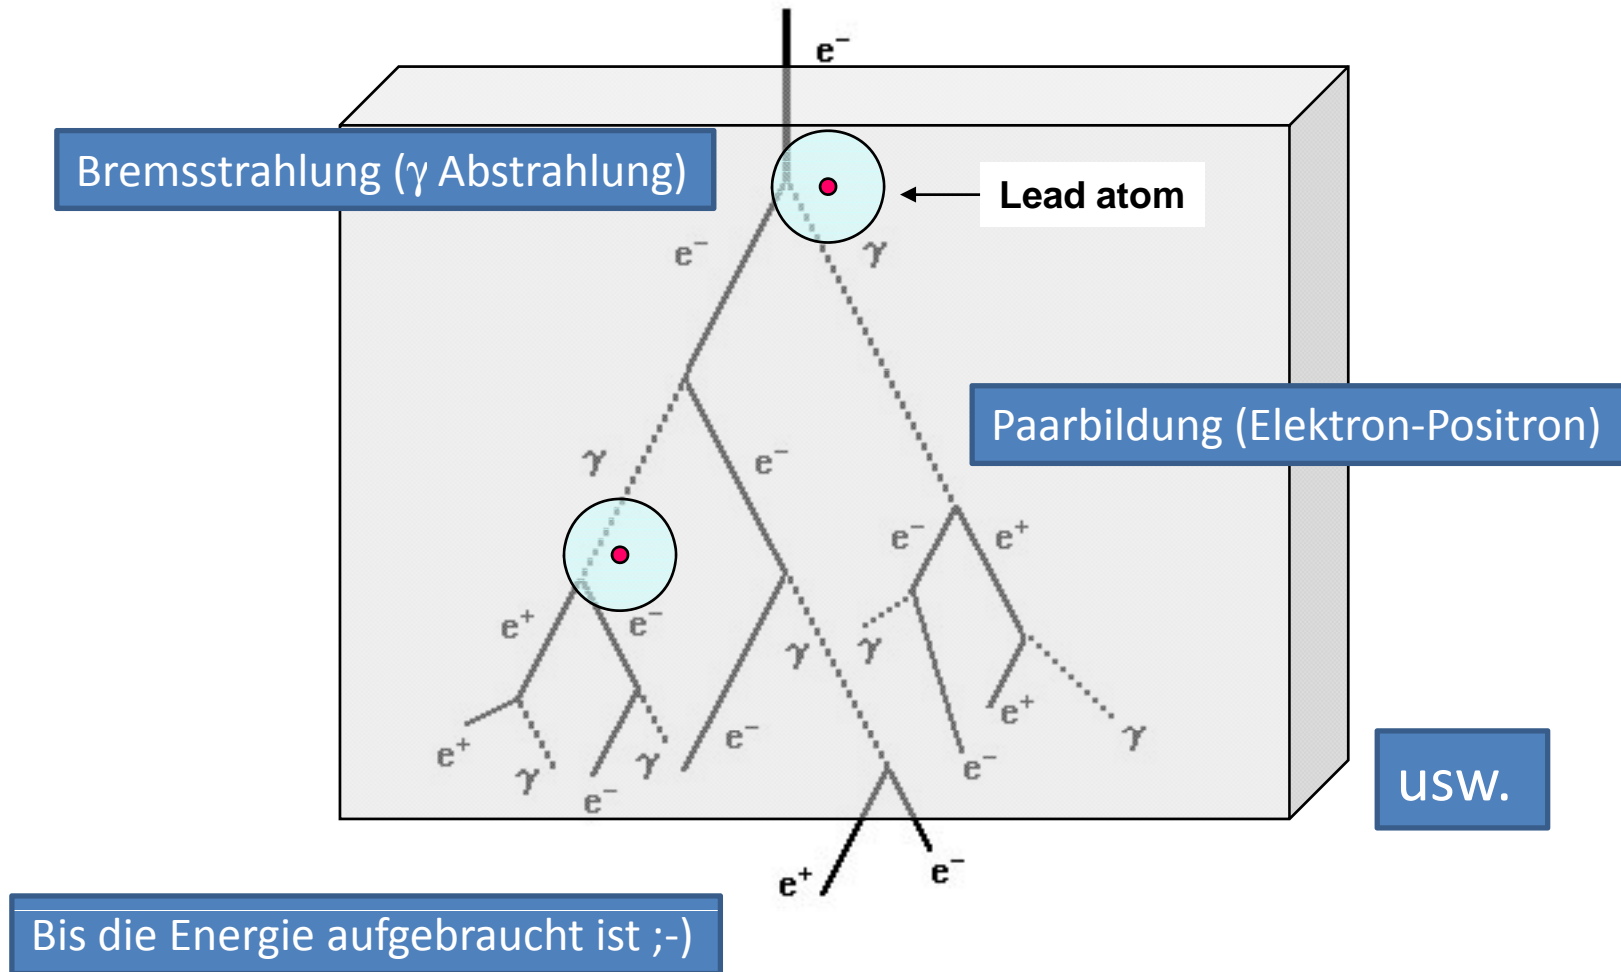 e⁻
Bremsstrahlung (γ Abstrahlung)
Lead atom
e⁻
γ
Paarbildung (Elektron-Positron)
γ
e⁻
e⁻
e⁺
e⁺
e⁻
γ
γ
e⁺
γ
e⁺
γ
e⁻
γ
e⁻
e⁻
usw.
e⁺
e⁻
Bis die Energie aufgebraucht ist ;-)